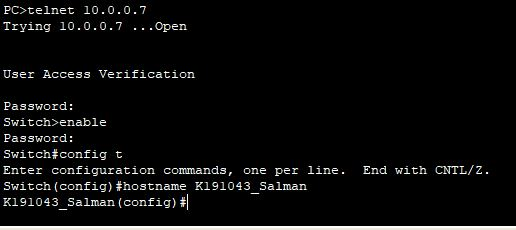 PC>telnet 10.0.0.7
Trying 10.0.0.7 ...Open
User Access Verification
Password:
Switch>enable
Password:
Switch#config t
Enter configuration commands, one per line.  End with CNTL/Z.
Switch(config)#hostname K191043_Salman
K191043_Salman(config)#